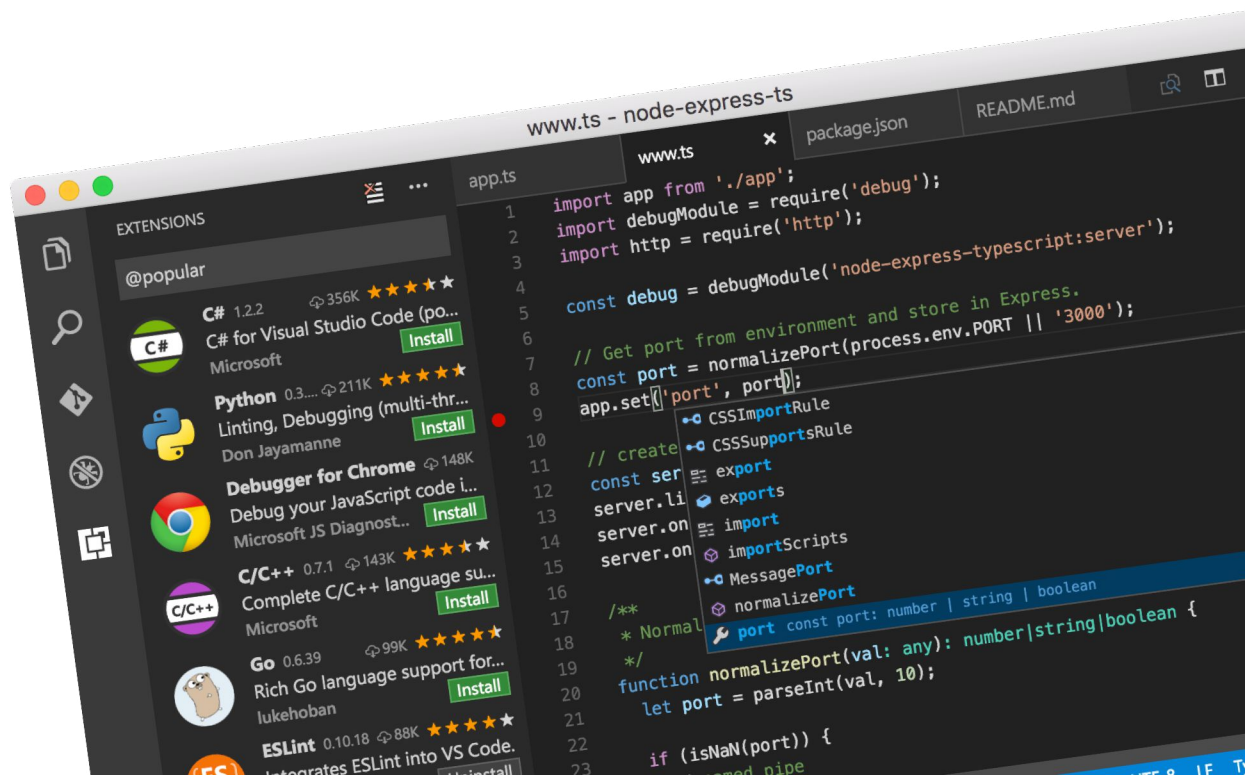 www.ts - node-express-ts
EXTENSIONS
@popular
C# 1.2.2 356K
C# for Visual Studio Code (po...
Microsoft Install
C#
Python 0.3.... 211K
Linting, Debugging (multi-thr...
Don Jayamanne Install
Debugger for Chrome 148K
Debug your JavaScript code i...
Microsoft JS Diagnost... Install
C/C++ 0.7.1 143K
Complete C/C++ language su...
Microsoft Install
C/C++
Go 0.6.39 99K
Rich Go language support for...
lukehoban Install
ESLint 0.10.18 88K
Integrates ESLint into VS Code.
Uninstall
ES
app.ts www.ts package.json README.md
1 import app from './app';
2 import debugModule = require('debug');
3 import http = require('http');
4
5 const debug = debugModule('node-express-typescript:server');
6
7 // Get port from environment and store in Express.
8 const port = normalizePort(process.env.PORT || '3000');
9 app.set('port', port);
10
11 // create
12 const ser
13 server.li
14 server.on
15 server.on
16
17 /**
18 * Normal
19 */
20 function normalizePort(val: any): number|string|boolean {
21 let port = parseInt(val, 10);
22
23 if (isNaN(port)) {
named pipe
CSSImportRule
CSSSupportsRule
export
exports
import
importScripts
MessagePort
normalizePort
port const port: number | string | boolean
LF